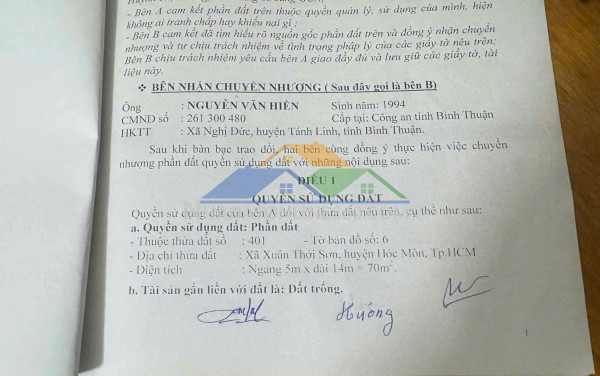 - Bên A cam kết phần đất trên thuộc quyền quản lý, sử dụng của mình, hiện
không ai tranh chấp hay khiếu nại gì ;
- Bên B cam kết đã tìm hiểu rõ nguồn gốc phần đất trên và đồng ý nhận chuyển
nhượng và tự chịu trách nhiệm về tình trạng pháp lý của các giấy tờ nêu trên;
Bên B chịu trách nhiệm yêu cầu bên A giao đầy đủ và lưu giữ các giấy tờ, tài
liệu này.
❖ BÊN NHẬN CHUYỂN NHƯỢNG ( Sau đây gọi là bên B)
Ông : NGUYỄN VĂN HIỀN Sinh năm: 1994
CMND số : 261 300 480 Cấp tại: Công an tỉnh Bình Thuận
HKTT : Xã Nghị Đức, huyện Tánh Linh, tỉnh Bình Thuận.
Sau khi bàn bạc trao đổi, hai bên cùng đồng ý thực hiện việc chuyển
nhượng phần đất quyền sử dụng đất với những nội dung sau:
ĐIỀU 1
QUYỀN SỬ DỤNG ĐẤT
Quyền sử dụng đất của bên A đối với thửa đất nêu trên, cụ thể như sau:
a. Quyền sử dụng đất: Phần đất
- Thuộc thửa đất số : 401 - Tờ bản đồ số: 6
- Địa chỉ thửa đất : Xã Xuân Thới Sơn, huyện Hóc Môn, Tp.HCM
- Diện tích : Ngang 5m x dài 14m = 70m².
b. Tài sản gắn liền với đất là: Đất trống.
Hương
1